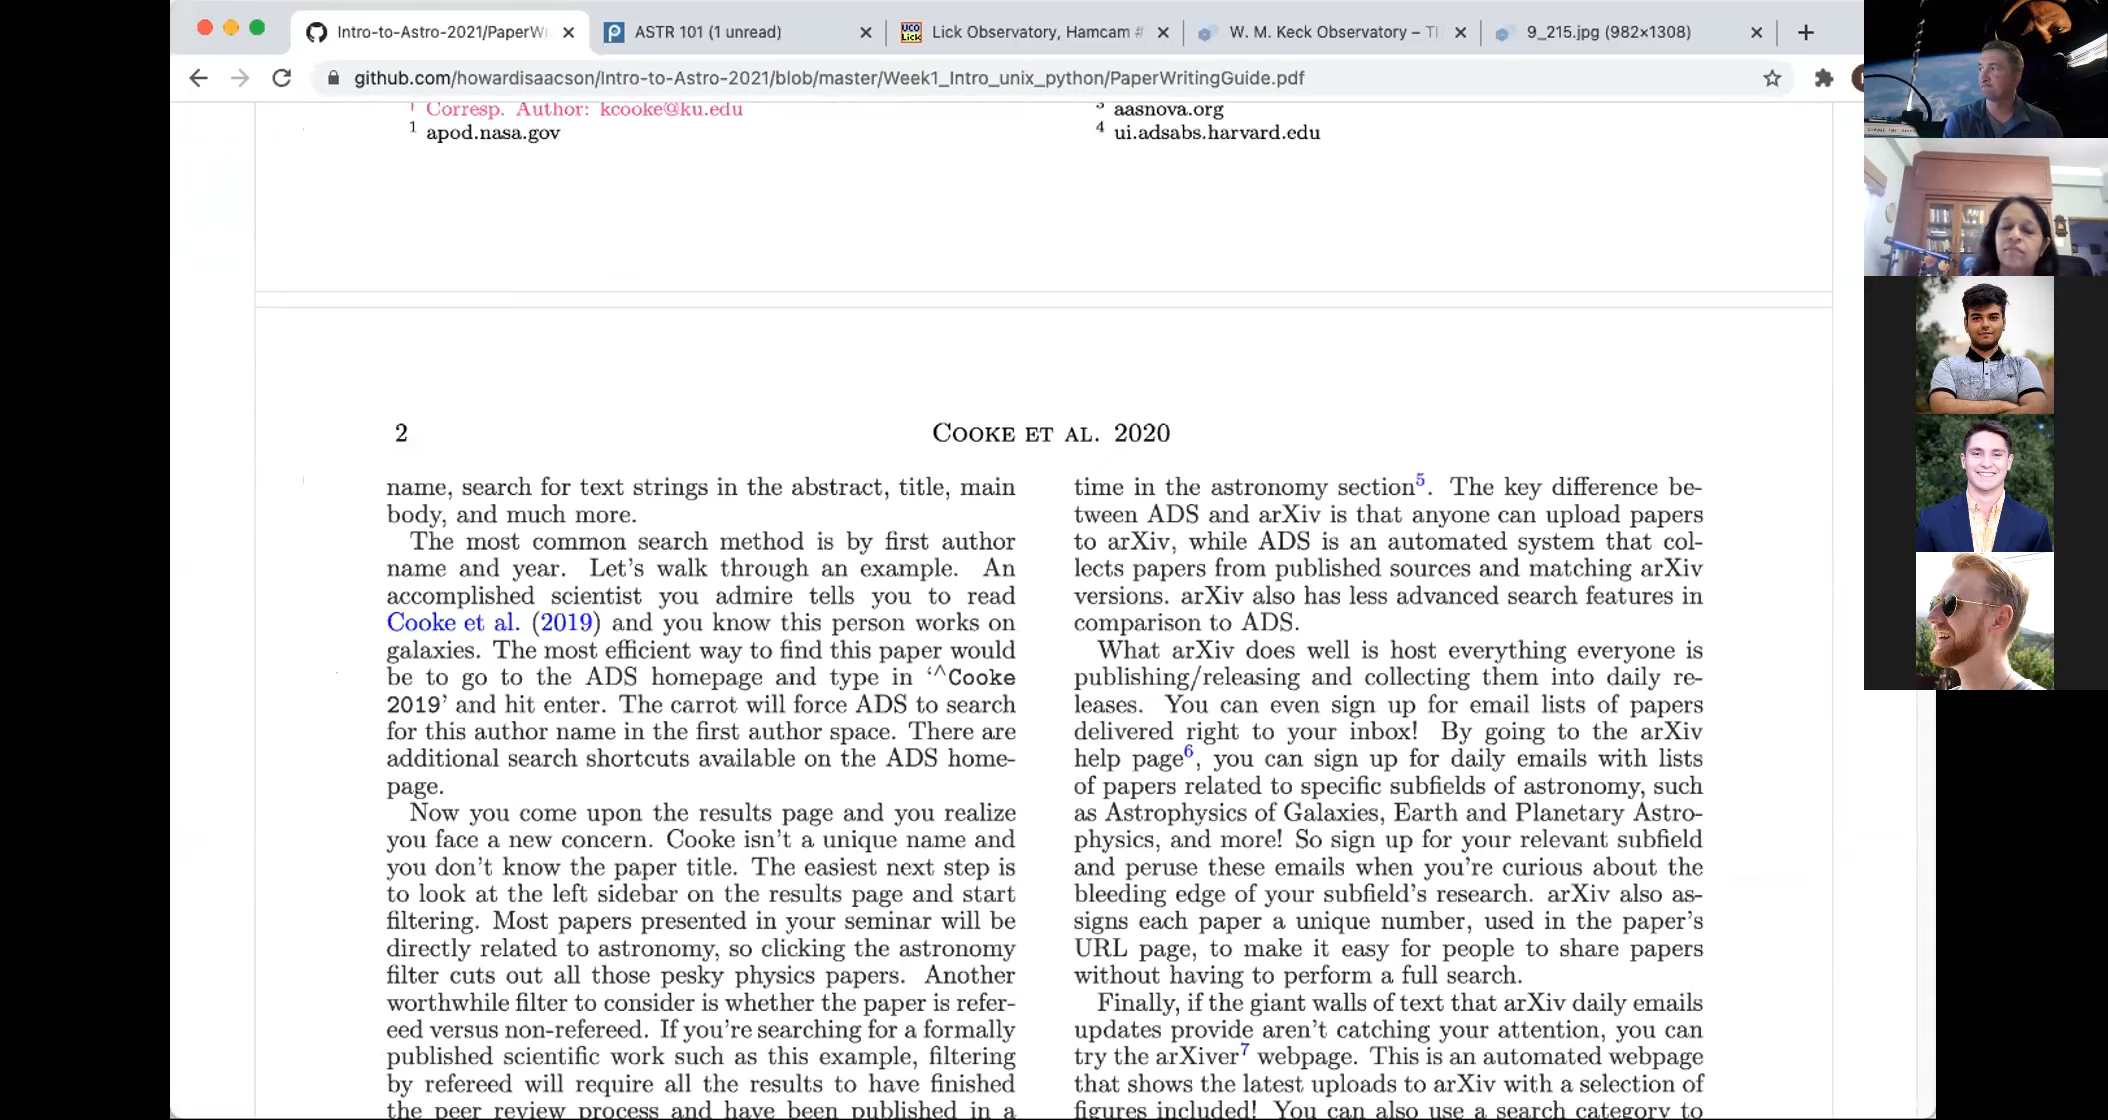 Intro-to-Astro-2021/PaperW
ASTR 101 (1 unread)
UCO Lick
Lick Observatory, Hamcam #
W. M. Keck Observatory – T
9_215.jpg (982×1308)
github.com/howardisaacson/Intro-to-Astro-2021/blob/master/Week1_Intro_unix_python/PaperWritingGuide.pdf
Corresp. Author: kcooke@ku.edu
1 apod.nasa.gov
3 aasnova.org
4 ui.adsabs.harvard.edu
2
COOKE ET AL. 2020
name, search for text strings in the abstract, title, main
body, and much more.
The most common search method is by first author
name and year. Let's walk through an example. An
accomplished scientist you admire tells you to read
Cooke et al. (2019) and you know this person works on
galaxies. The most efficient way to find this paper would
be to go to the ADS homepage and type in ‘^Cooke
2019’ and hit enter. The carrot will force ADS to search
for this author name in the first author space. There are
additional search shortcuts available on the ADS home-
page.
Now you come upon the results page and you realize
you face a new concern. Cooke isn't a unique name and
you don't know the paper title. The easiest next step is
to look at the left sidebar on the results page and start
filtering. Most papers presented in your seminar will be
directly related to astronomy, so clicking the astronomy
filter cuts out all those pesky physics papers. Another
worthwhile filter to consider is whether the paper is refer-
eed versus non-refereed. If you're searching for a formally
published scientific work such as this example, filtering
by refereed will require all the results to have finished
the peer review process and have been published in a
time in the astronomy section5. The key difference be-
tween ADS and arXiv is that anyone can upload papers
to arXiv, while ADS is an automated system that col-
lects papers from published sources and matching arXiv
versions. arXiv also has less advanced search features in
comparison to ADS.
What arXiv does well is host everything everyone is
publishing/releasing and collecting them into daily re-
leases. You can even sign up for email lists of papers
delivered right to your inbox! By going to the arXiv
help page6, you can sign up for daily emails with lists
of papers related to specific subfields of astronomy, such
as Astrophysics of Galaxies, Earth and Planetary Astro-
physics, and more! So sign up for your relevant subfield
and peruse these emails when you're curious about the
bleeding edge of your subfield's research. arXiv also as-
signs each paper a unique number, used in the paper's
URL page, to make it easy for people to share papers
without having to perform a full search.
Finally, if the giant walls of text that arXiv daily emails
updates provide aren't catching your attention, you can
try the arXiver7 webpage. This is an automated webpage
that shows the latest uploads to arXiv with a selection of
figures included! You can also use a search category to